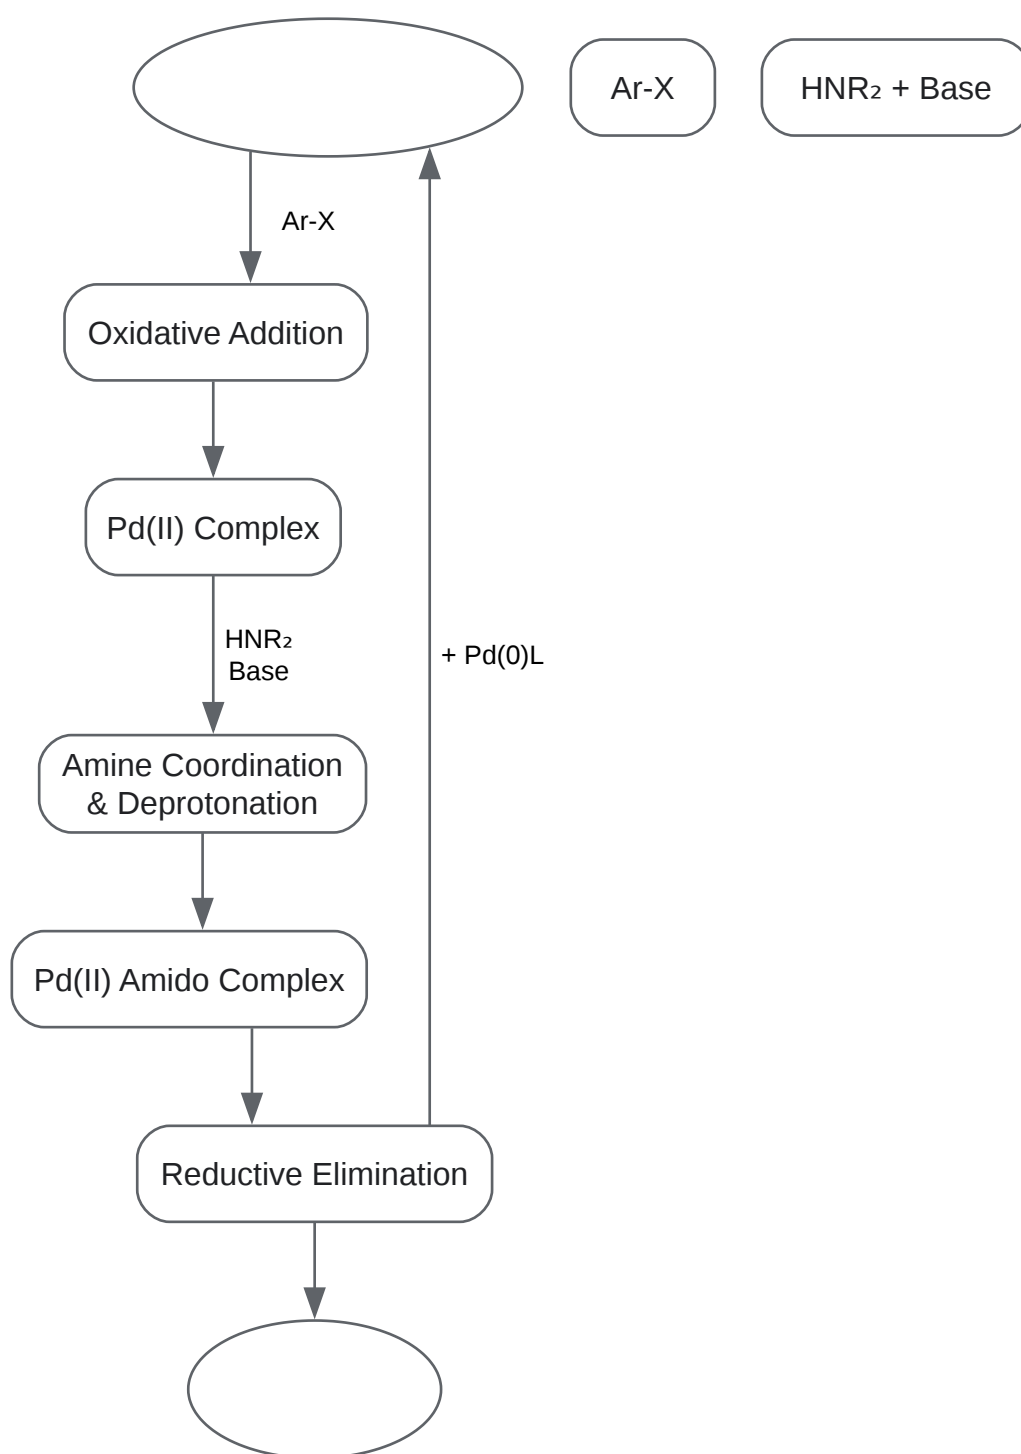 Ar-X
HNR₂ + Base
Ar-X
Oxidative Addition
Pd(II) Complex
HNR₂
Base
+ Pd(0)L
Amine Coordination
& Deprotonation
Pd(II) Amido Complex
Reductive Elimination